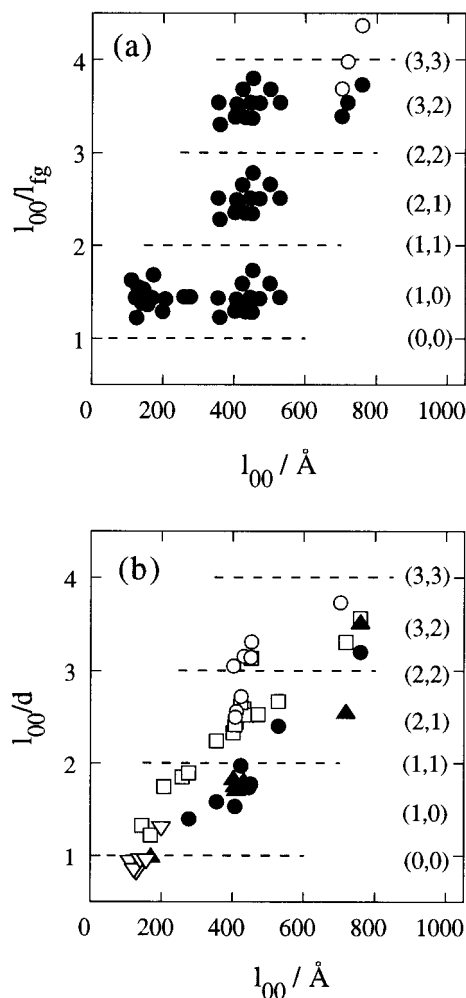 (a)
4
3
2
1
l₀₀/l_fg
(3,3)
(3,2)
(2,2)
(2,1)
(1,1)
(1,0)
(0,0)
0 200 400 600 800 1000
l₀₀ / Å
(b)
4
3
2
1
l₀₀/d
(3,3)
(3,2)
(2,2)
(2,1)
(1,1)
(1,0)
(0,0)
0 200 400 600 800 1000
l₀₀ / Å